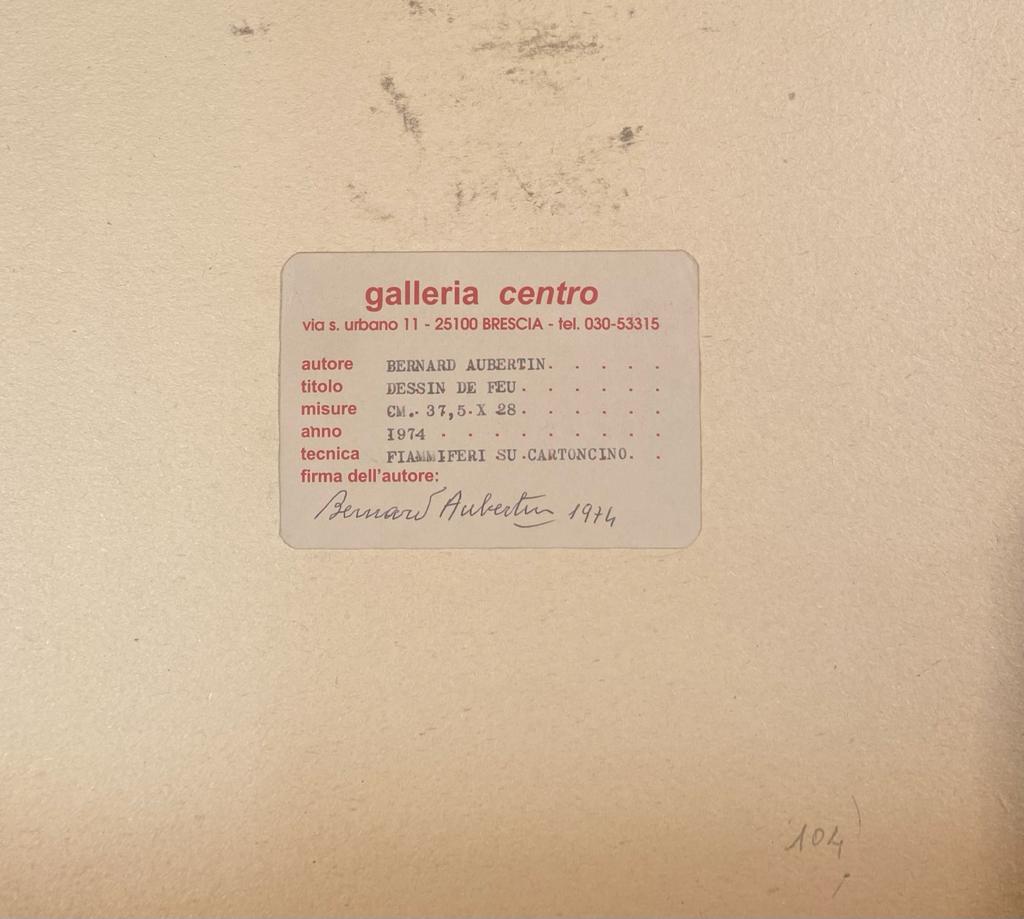 galleria centro
via s. urbano 11 - 25100 BRESCIA - tel. 030-53315
autore BERNARD AUBERTIN. . . . . .
titolo DESSIN DE FEU. . . . . . .
misure CM.. 37,5.X 28. . . . . . .
anno 1974 . . . . . . . . .
tecnica FIAMMIFERI SU.CARTONCINO. .
firma dell'autore:
Bernard Aubertin 1974
104